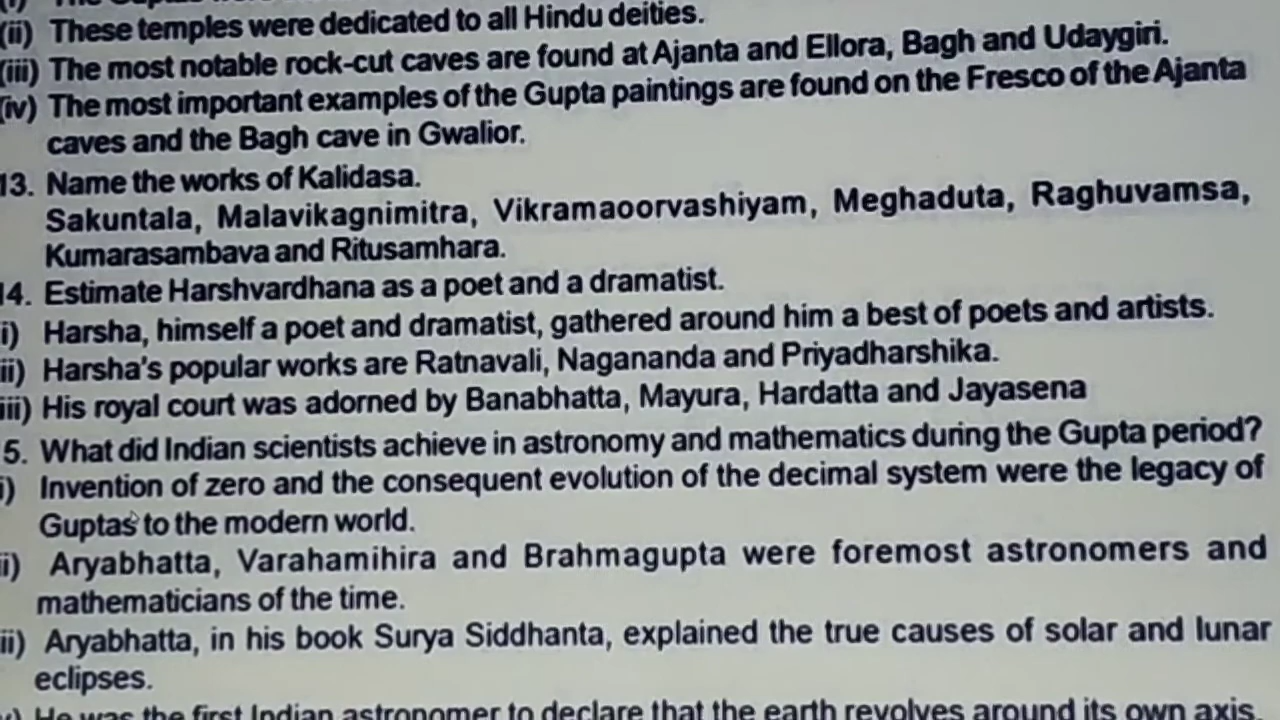 (ii) These temples were dedicated to all Hindu deities.
(iii) The most notable rock-cut caves are found at Ajanta and Ellora, Bagh and Udaygiri.
(iv) The most important examples of the Gupta paintings are found on the Fresco of the Ajanta
caves and the Bagh cave in Gwalior.
13. Name the works of Kalidasa.
Sakuntala, Malavikagnimitra, Vikramaoorvashiyam, Meghaduta, Raghuvamsa,
Kumarasambava and Ritusamhara.
14. Estimate Harshvardhana as a poet and a dramatist.
i) Harsha, himself a poet and dramatist, gathered around him a best of poets and artists.
ii) Harsha's popular works are Ratnavali, Nagananda and Priyadharshika.
iii) His royal court was adorned by Banabhatta, Mayura, Hardatta and Jayasena
5. What did Indian scientists achieve in astronomy and mathematics during the Gupta period?
i) Invention of zero and the consequent evolution of the decimal system were the legacy of
Guptas to the modern world.
ii) Aryabhatta, Varahamihira and Brahmagupta were foremost astronomers and
mathematicians of the time.
ii) Aryabhatta, in his book Surya Siddhanta, explained the true causes of solar and lunar
eclipses.
He was the first Indian astronomer to declare that the earth revolves around its own axis.